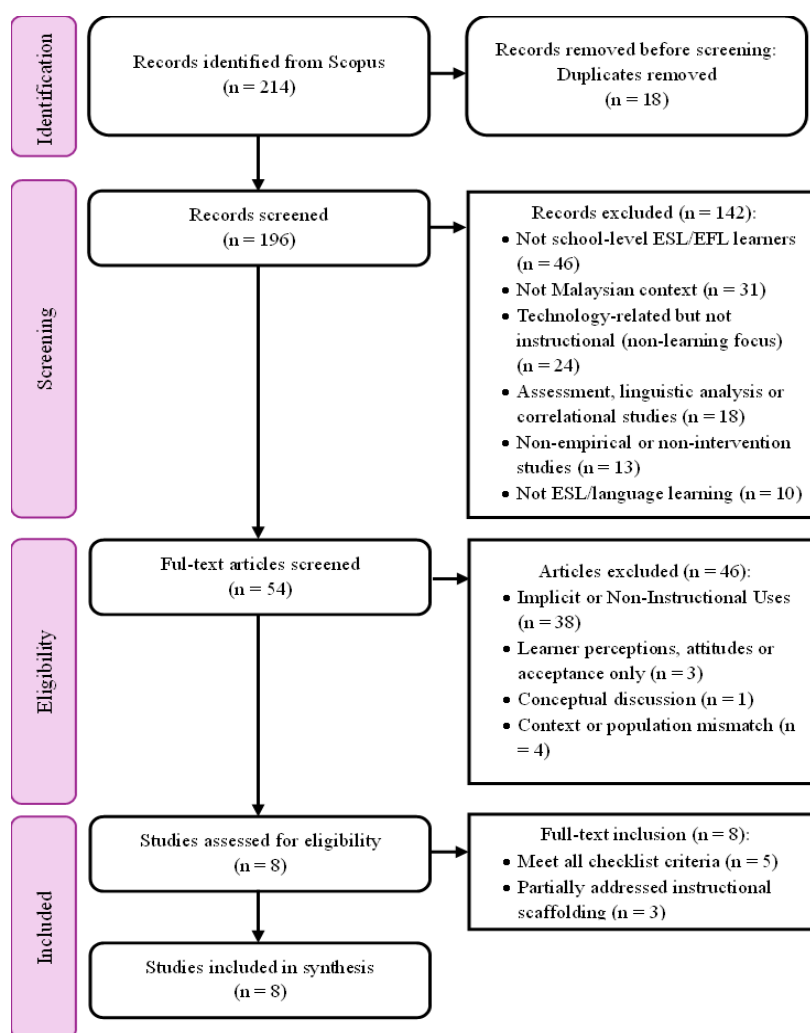 Identification
Records identified from Scopus
(n = 214)
Records removed before screening:
Duplicates removed
(n = 18)
Screening
Records screened
(n = 196)
Records excluded (n = 142):
• Not school-level ESL/EFL learners
(n = 46)
• Not Malaysian context (n = 31)
• Technology-related but not
instructional (non-learning focus)
(n = 24)
• Assessment, linguistic analysis or
correlational studies (n = 18)
• Non-empirical or non-intervention
studies (n = 13)
• Not ESL/language learning (n = 10)
Eligibility
Ful-text articles screened
(n = 54)
Articles excluded (n = 46):
• Implicit or Non-Instructional Uses
(n = 38)
• Learner perceptions, attitudes or
acceptance only (n = 3)
• Conceptual discussion (n = 1)
• Context or population mismatch (n
= 4)
Included
Studies assessed for eligibility
(n = 8)
Full-text inclusion (n = 8):
• Meet all checklist criteria (n = 5)
• Partially addressed instructional
scaffolding (n = 3)
Studies included in synthesis
(n = 8)